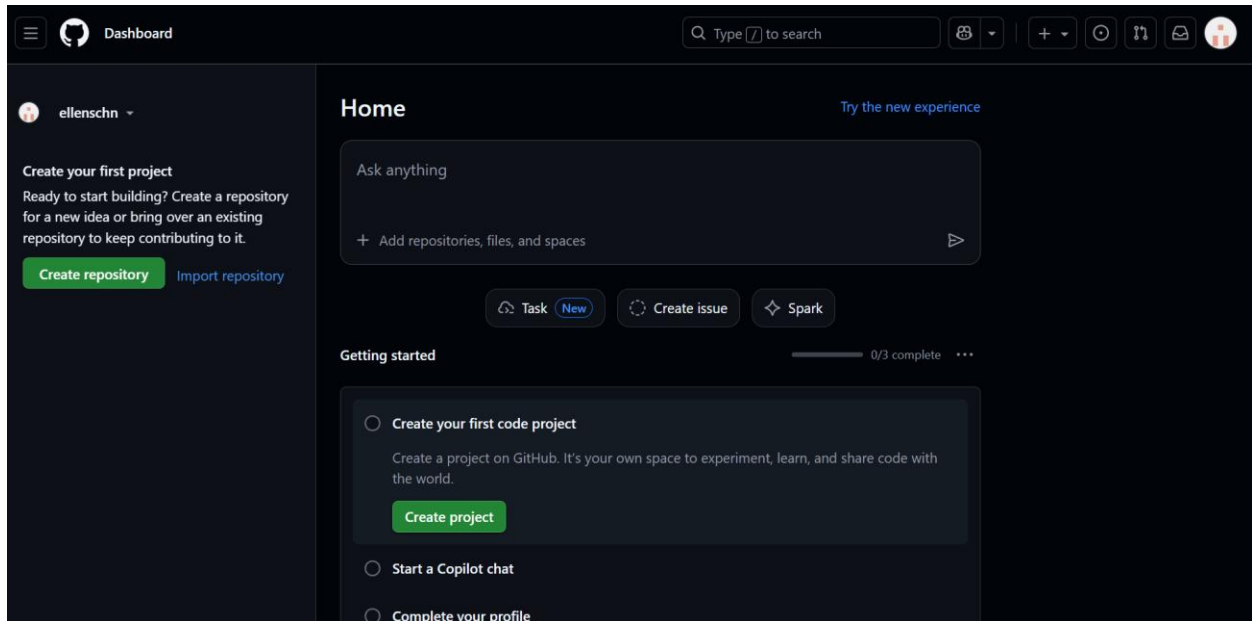 Dashboard
Type / to search
ellenschn
Create your first project
Ready to start building? Create a repository
for a new idea or bring over an existing
repository to keep contributing to it.
Create repository
Import repository
Home
Try the new experience
Ask anything
Add repositories, files, and spaces
Task New
Create issue
Spark
Getting started
0/3 complete
Create your first code project
Create a project on GitHub. It's your own space to experiment, learn, and share code with
the world.
Create project
Start a Copilot chat
Complete your profile